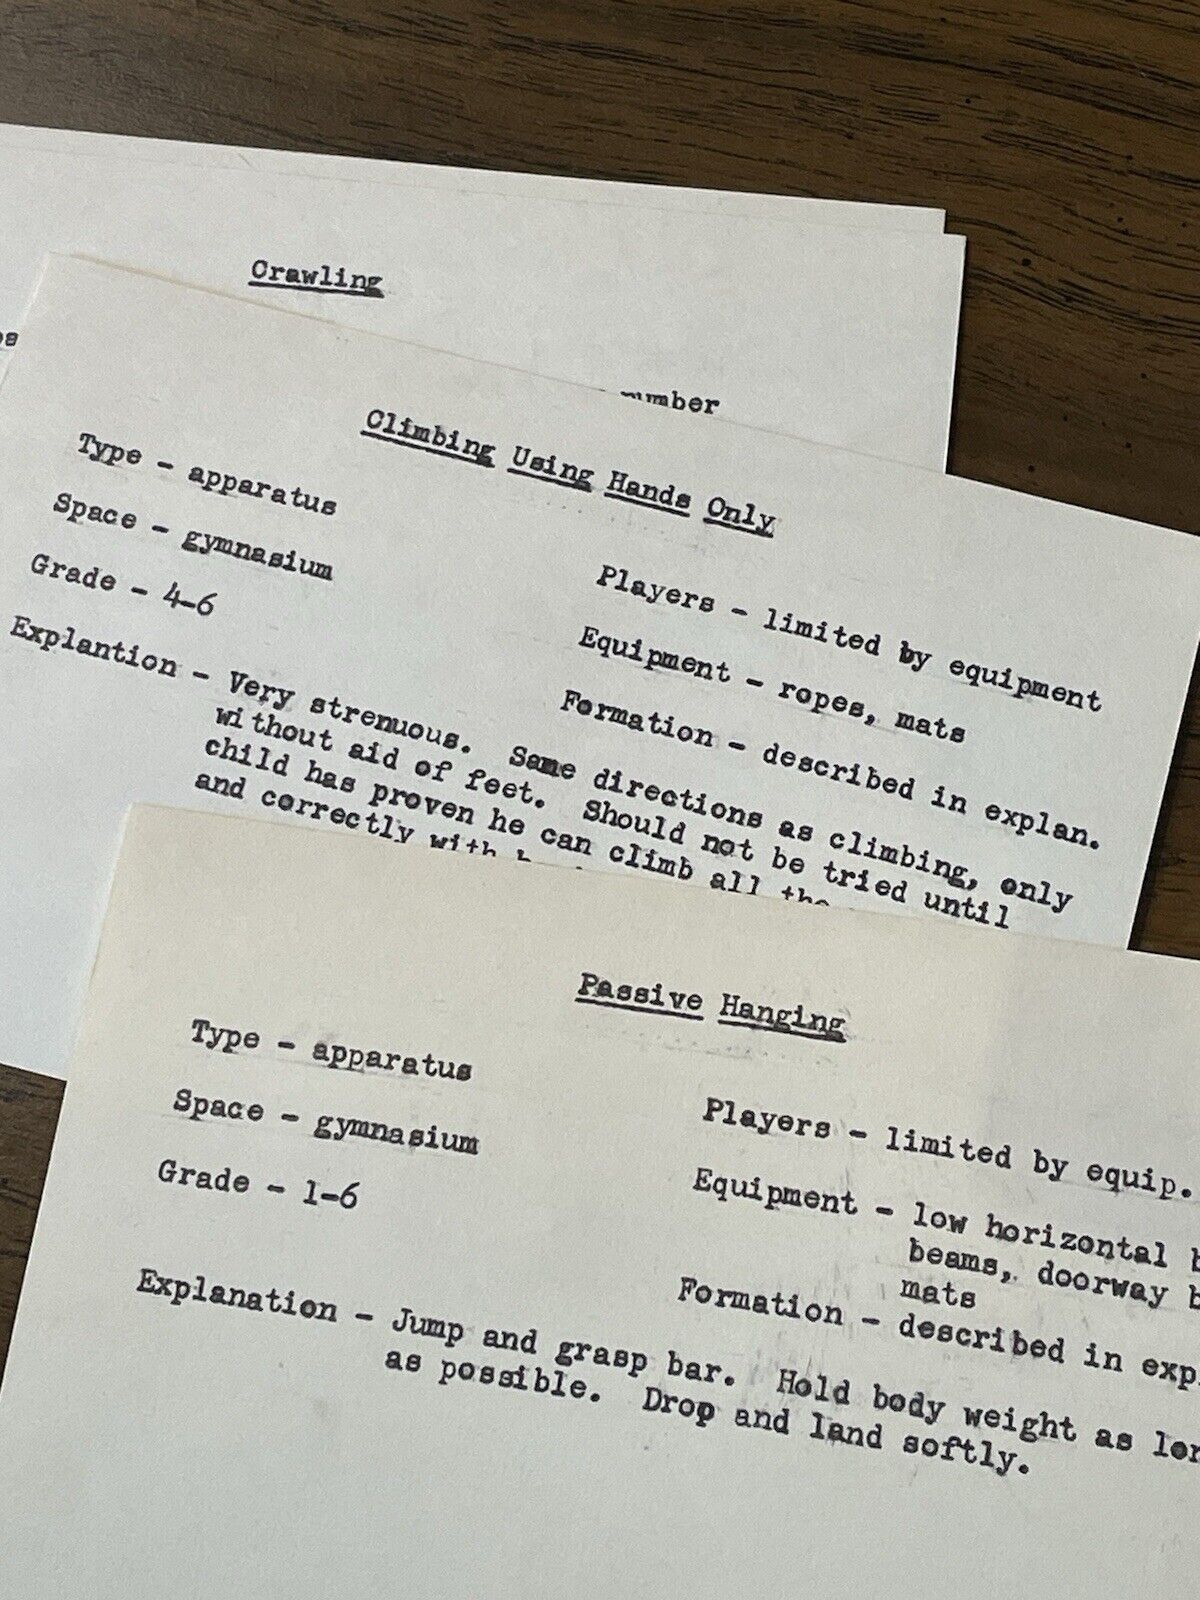 Crawling
number
Climbing Using Hands Only
Type - apparatus
Space - gymnasium
Grade - 4-6
Players - limited by equipment
Equipment - ropes, mats
Formation - described in explan.
Explantion - Very strenuous. Same directions as climbing, only
without aid of feet. Should not be tried until
child has proven he can climb all the
and correctly with
Passive Hanging
Type - apparatus
Space - gymnasium
Grade - 1-6
Players - limited by equip.
Equipment - low horizontal
beams, doorway
mats
Formation - described in
Explanation - Jump and grasp bar. Hold body weight as
as possible. Drop and land softly.